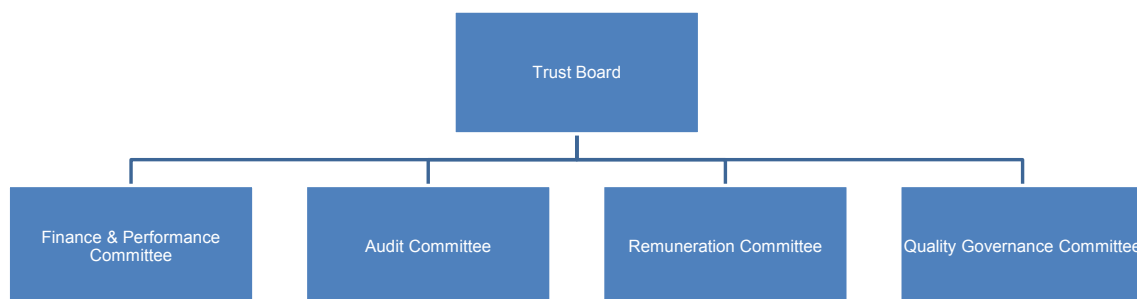 Trust Board
Finance & Performance
Committee
Audit Committee
Remuneration Committee
Quality Governance Committee